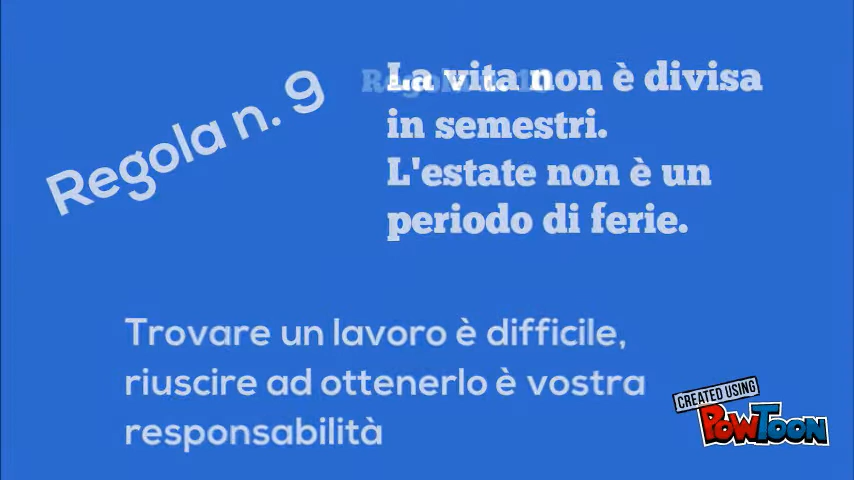 Regola n. 9
La vita non è divisa
in semestri.
L'estate non è un
periodo di ferie.
Trovare un lavoro è difficile,
riuscire ad ottenerlo è vostra
responsabilità
CREATED USING
POWTOON